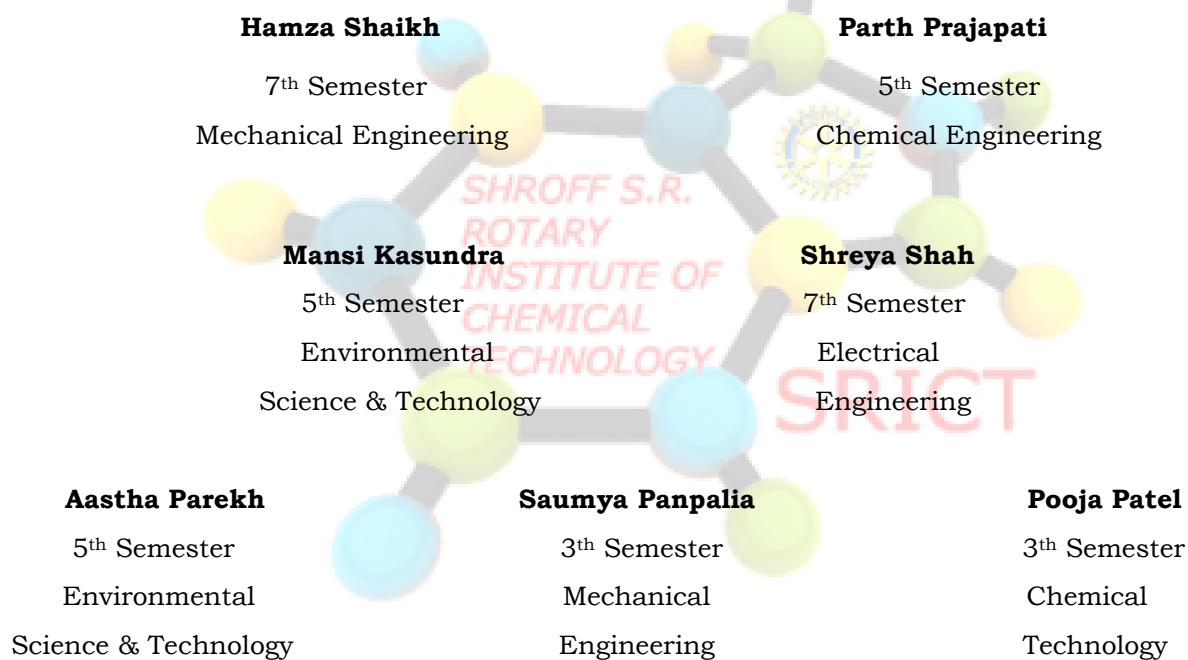 Hamza Shaikh
7th Semester
Mechanical Engineering
Parth Prajapati
5th Semester
Chemical Engineering
SHROFF S.R.
ROTARY
INSTITUTE OF
CHEMICAL
TECHNOLOGY
SRICT
Mansi Kasundra
5th Semester
Environmental
Science & Technology
Shreya Shah
7th Semester
Electrical
Engineering
Aastha Parekh
5th Semester
Environmental
Science & Technology
Saumya Panpalia
3th Semester
Mechanical
Engineering
Pooja Patel
3th Semester
Chemical
Technology